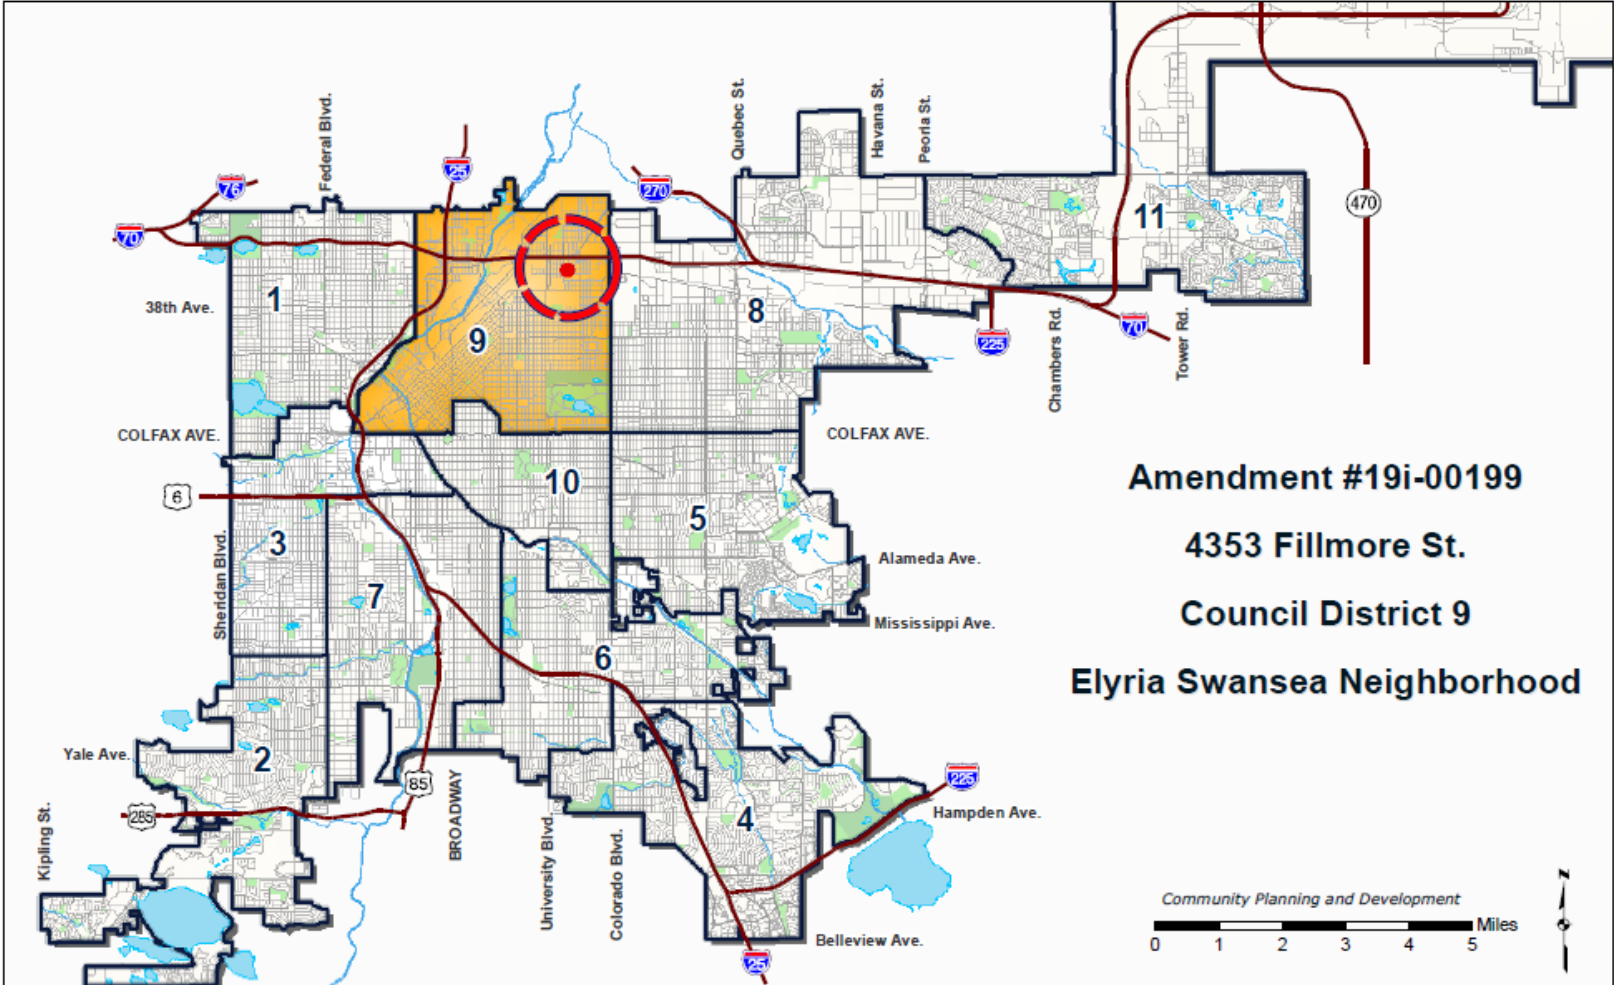 Federal Blvd.
Quebec St.
Havana St.
Peoria St.
25
76
270
70
470
11
1
38th Ave.
8
9
225
70
Chambers Rd.
Tower Rd.
COLFAX AVE.
COLFAX AVE.
Amendment #19i-00199
4353 Fillmore St.
Council District 9
Elyria Swansea Neighborhood
6
10
5
3
Sheridan Blvd.
7
Alameda Ave.
Mississippi Ave.
6
2
Yale Ave.
85
BROADWAY
225
285
Kipling St.
University Blvd.
Colorado Blvd.
4
Hampden Ave.
Belleview Ave.
25
Community Planning and Development
Miles
0 1 2 3 4 5
N